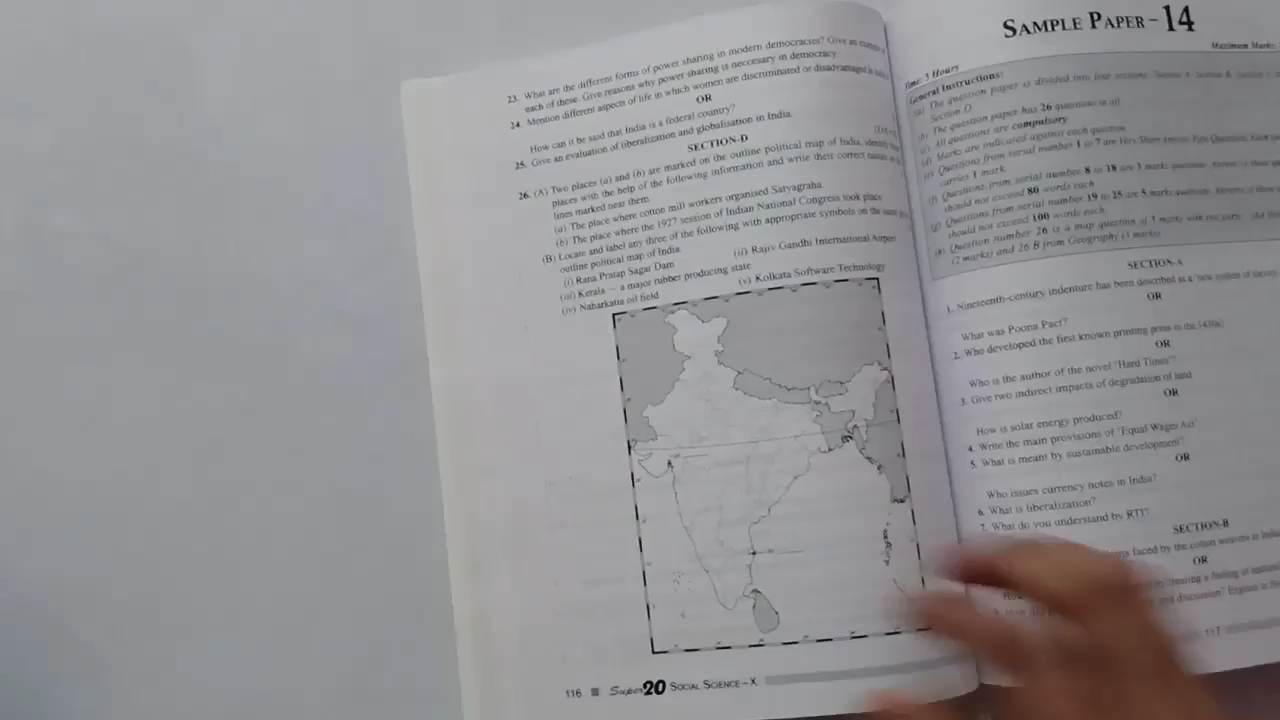 23. What are the different forms of power sharing in modern democracies? Give an
each of these. Give reasons why power sharing is neccesary in democracy.
24. Mention different aspects of life in which women are discriminated or disadvantaged in
OR
How can it be said that India is a federal country?
25. Give an evaluation of liberalization and globalisation in India.
SECTION-D
26. (A) Two places (a) and (b) are marked on the outline political map of India, identify
places with the help of the following information and write their correct names
lines marked near them.
(a) The place where cotton mill workers organised Satyagraha.
(b) The place where the 1927 session of Indian National Congress took place
(B) Locate and label any three of the following with appropriate symbols on the same
outline political map of India.
(i) Rana Pratap Sagar Dam (ii) Rajiv Gandhi International Airport
(iii) Kerala – a major rubber producing state
(iv) Naharkatia oil field (v) Kolkata Software Technology
116 ■ Super20 SOCIAL SCIENCE–X
SAMPLE PAPER–14
Time: 3 Hours Maximum Marks:
General Instructions:
(a) The question paper is divided into four sections:
Section D.
(b) The question paper has 26 questions in all.
(c) All questions are compulsory
(d) Marks are indicated against each question
(e) Questions from serial number 1 to 7 are Very Short Answer Type Questions. Each
carries 1 mark.
(f) Questions from serial number 8 to 18 are 3 marks questions. Answers of these
should not exceed 80 words each
(g) Questions from serial number 19 to 25 are 5 marks questions. Answers of these
should not exceed 100 words each.
(h) Question number 26 is a map question of 5 marks with two parts
(2 marks) and 26 B from Geography (3 marks)
SECTION-A
1. Nineteenth-century indenture has been described as a 'new system of slavery
OR
What was Poona Pact?
2. Who developed the first known printing press in the 1430s?
OR
Who is the author of the novel 'Hard Times'?
3. Give two indirect impacts of degradation of land
OR
How is solar energy produced?
4. Write the main provisions of 'Equal Wages Act'
5. What is meant by sustainable development?
OR
Who issues currency notes in India?
6. What is liberalization?
7. What do you understand by RTI?
SECTION-B
faced by the cotton weavers in
OR
creating a feeling of
and discussion? Explain
117